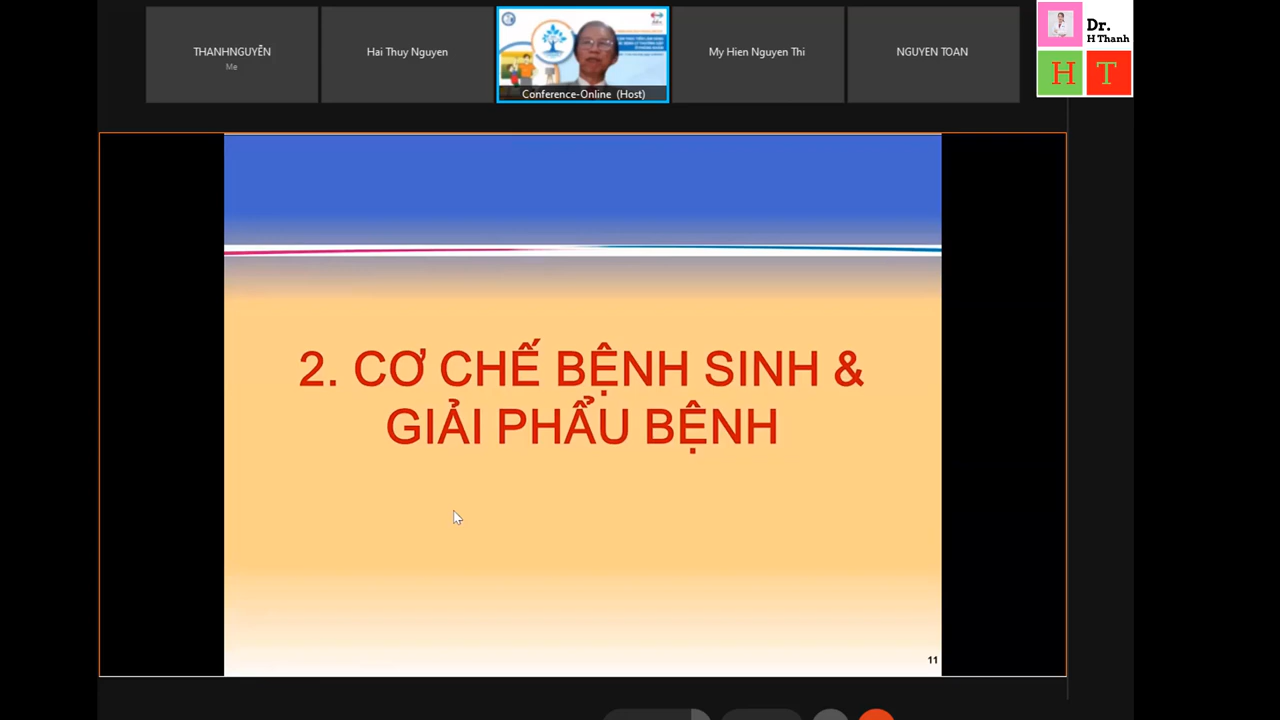 THANHNGUYỄN
Me
Hai Thuy Nguyen
Conference-Online (Host)
My Hien Nguyen Thi
NGUYEN TOAN
Dr.
H Thanh
H T
2. CƠ CHẾ BỆNH SINH &
GIẢI PHẨU BỆNH
11